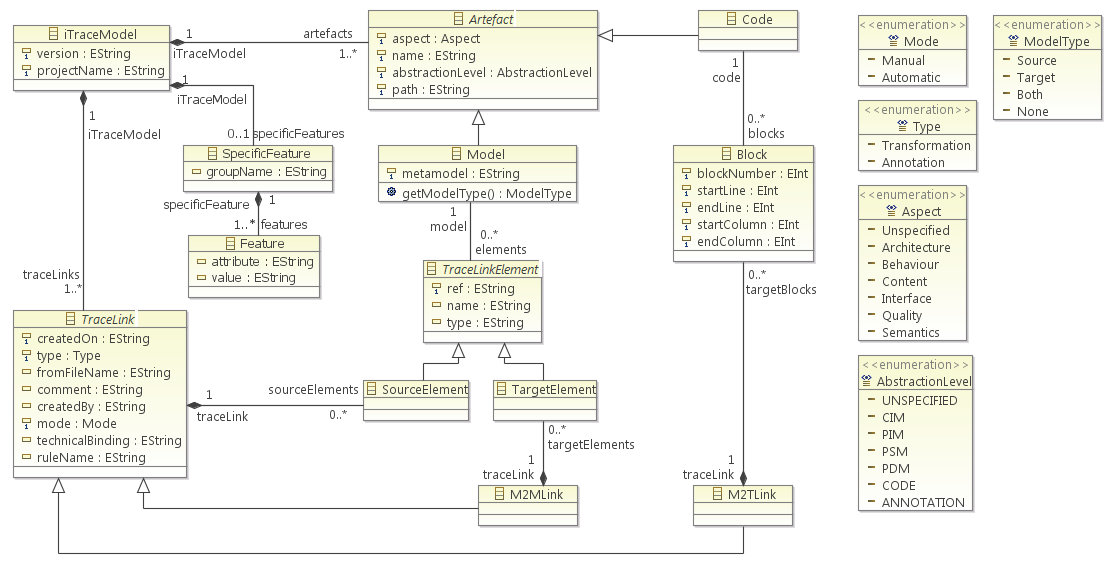 iTraceModel
version : EString
projectName : EString
1
iTraceModel
artefacts
1..*
1
iTraceModel
1
iTraceModel
0..1
specificFeatures
Artefact
aspect : Aspect
name : EString
abstractionLevel : AbstractionLevel
path : EString
Code
1
code
0..*
blocks
SpecificFeature
groupName : EString
specificFeature
1
1..*
features
Feature
attribute : EString
value : EString
Model
metamodel : EString
getModelType() : ModelType
1
model
0..*
elements
Block
blockNumber : EInt
startLine : EInt
endLine : EInt
startColumn : EInt
endColumn : EInt
0..*
targetBlocks
traceLinks
1..*
TraceLink
createdOn : EString
type : Type
fromFileName : EString
comment : EString
createdBy : EString
mode : Mode
technicalBinding : EString
ruleName : EString
1
traceLink
sourceElements
0..*
TraceLinkElement
ref : EString
name : EString
type : EString
SourceElement
TargetElement
0..*
targetElements
1
traceLink
M2MLink
1
traceLink
M2TLink
<<enumeration>>
Mode
Manual
Automatic
<<enumeration>>
ModelType
Source
Target
Both
None
<<enumeration>>
Type
Transformation
Annotation
<<enumeration>>
Aspect
Unspecified
Architecture
Behaviour
Content
Interface
Quality
Semantics
<<enumeration>>
AbstractionLevel
UNSPECIFIED
CIM
PIM
PSM
PDM
CODE
ANNOTATION